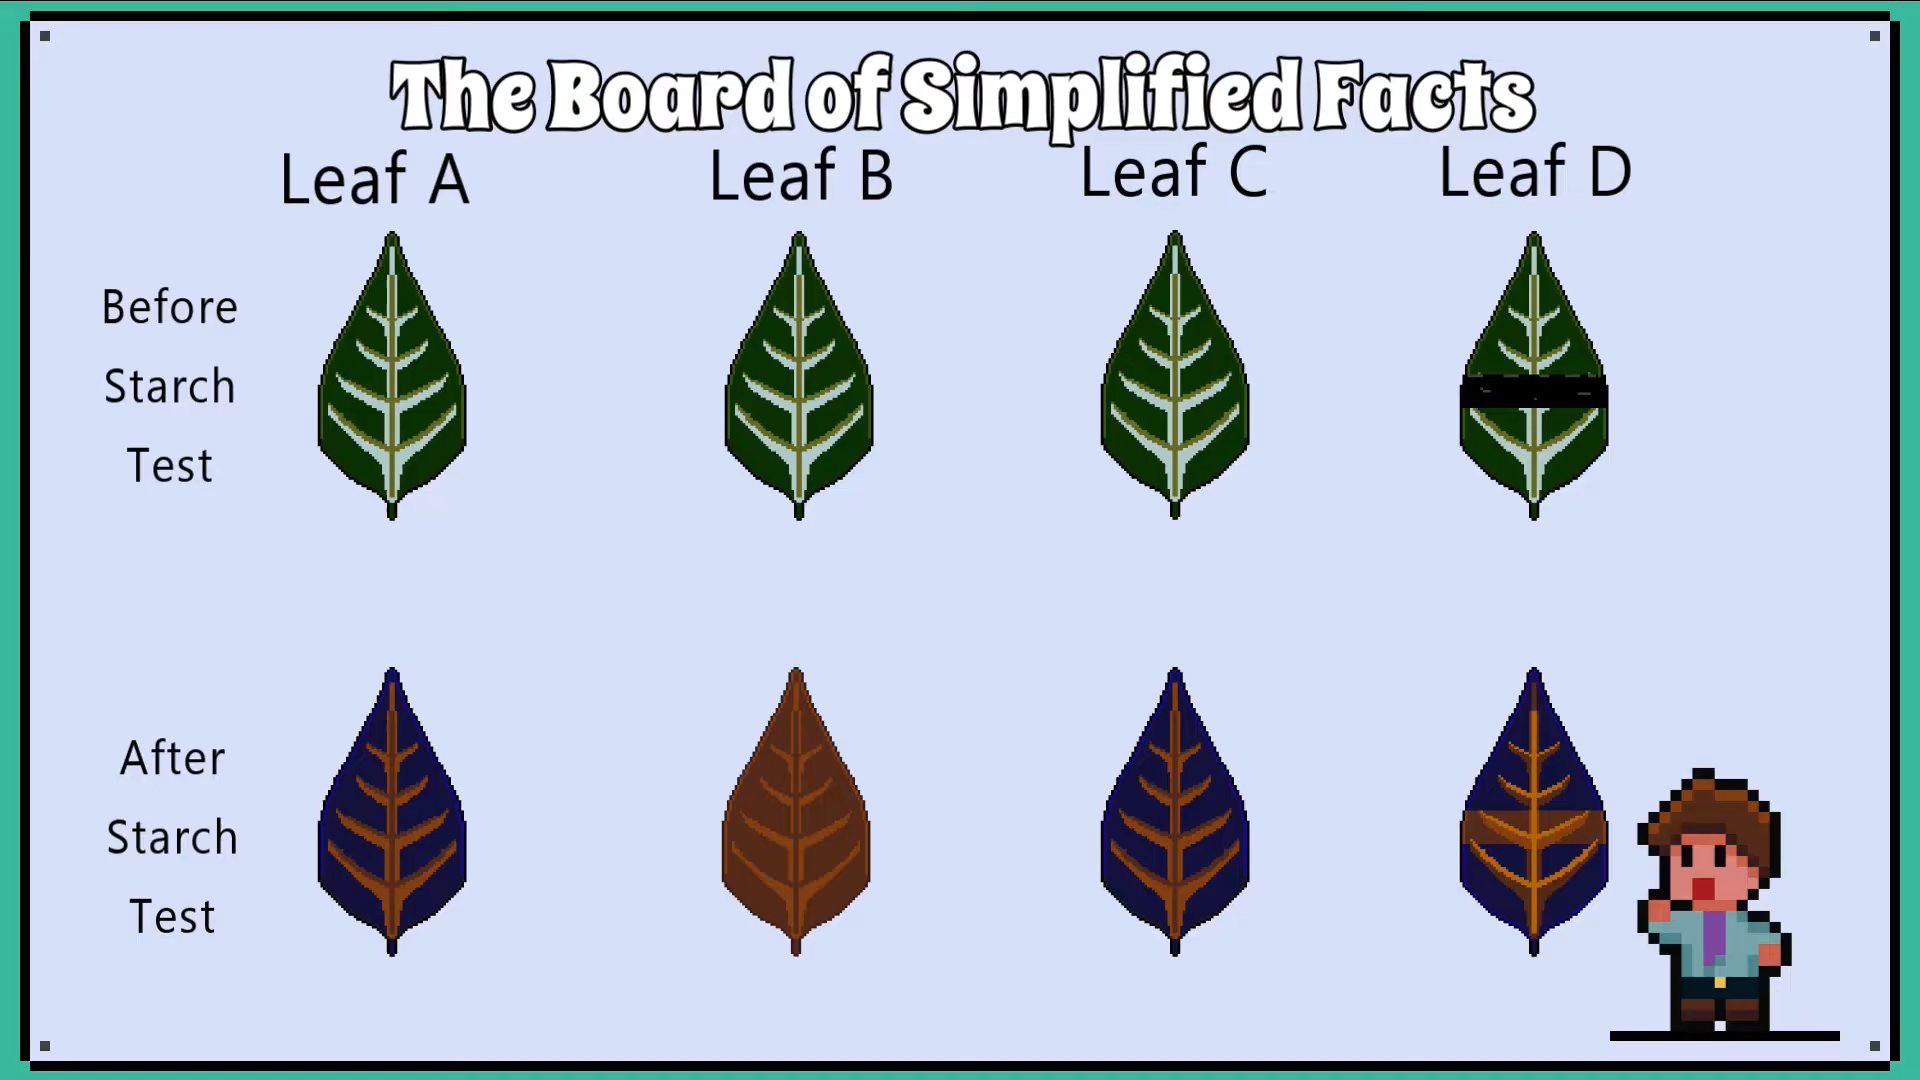 The Board of Simplified Facts
Leaf A
Leaf B
Leaf C
Leaf D
Before
Starch
Test
After
Starch
Test